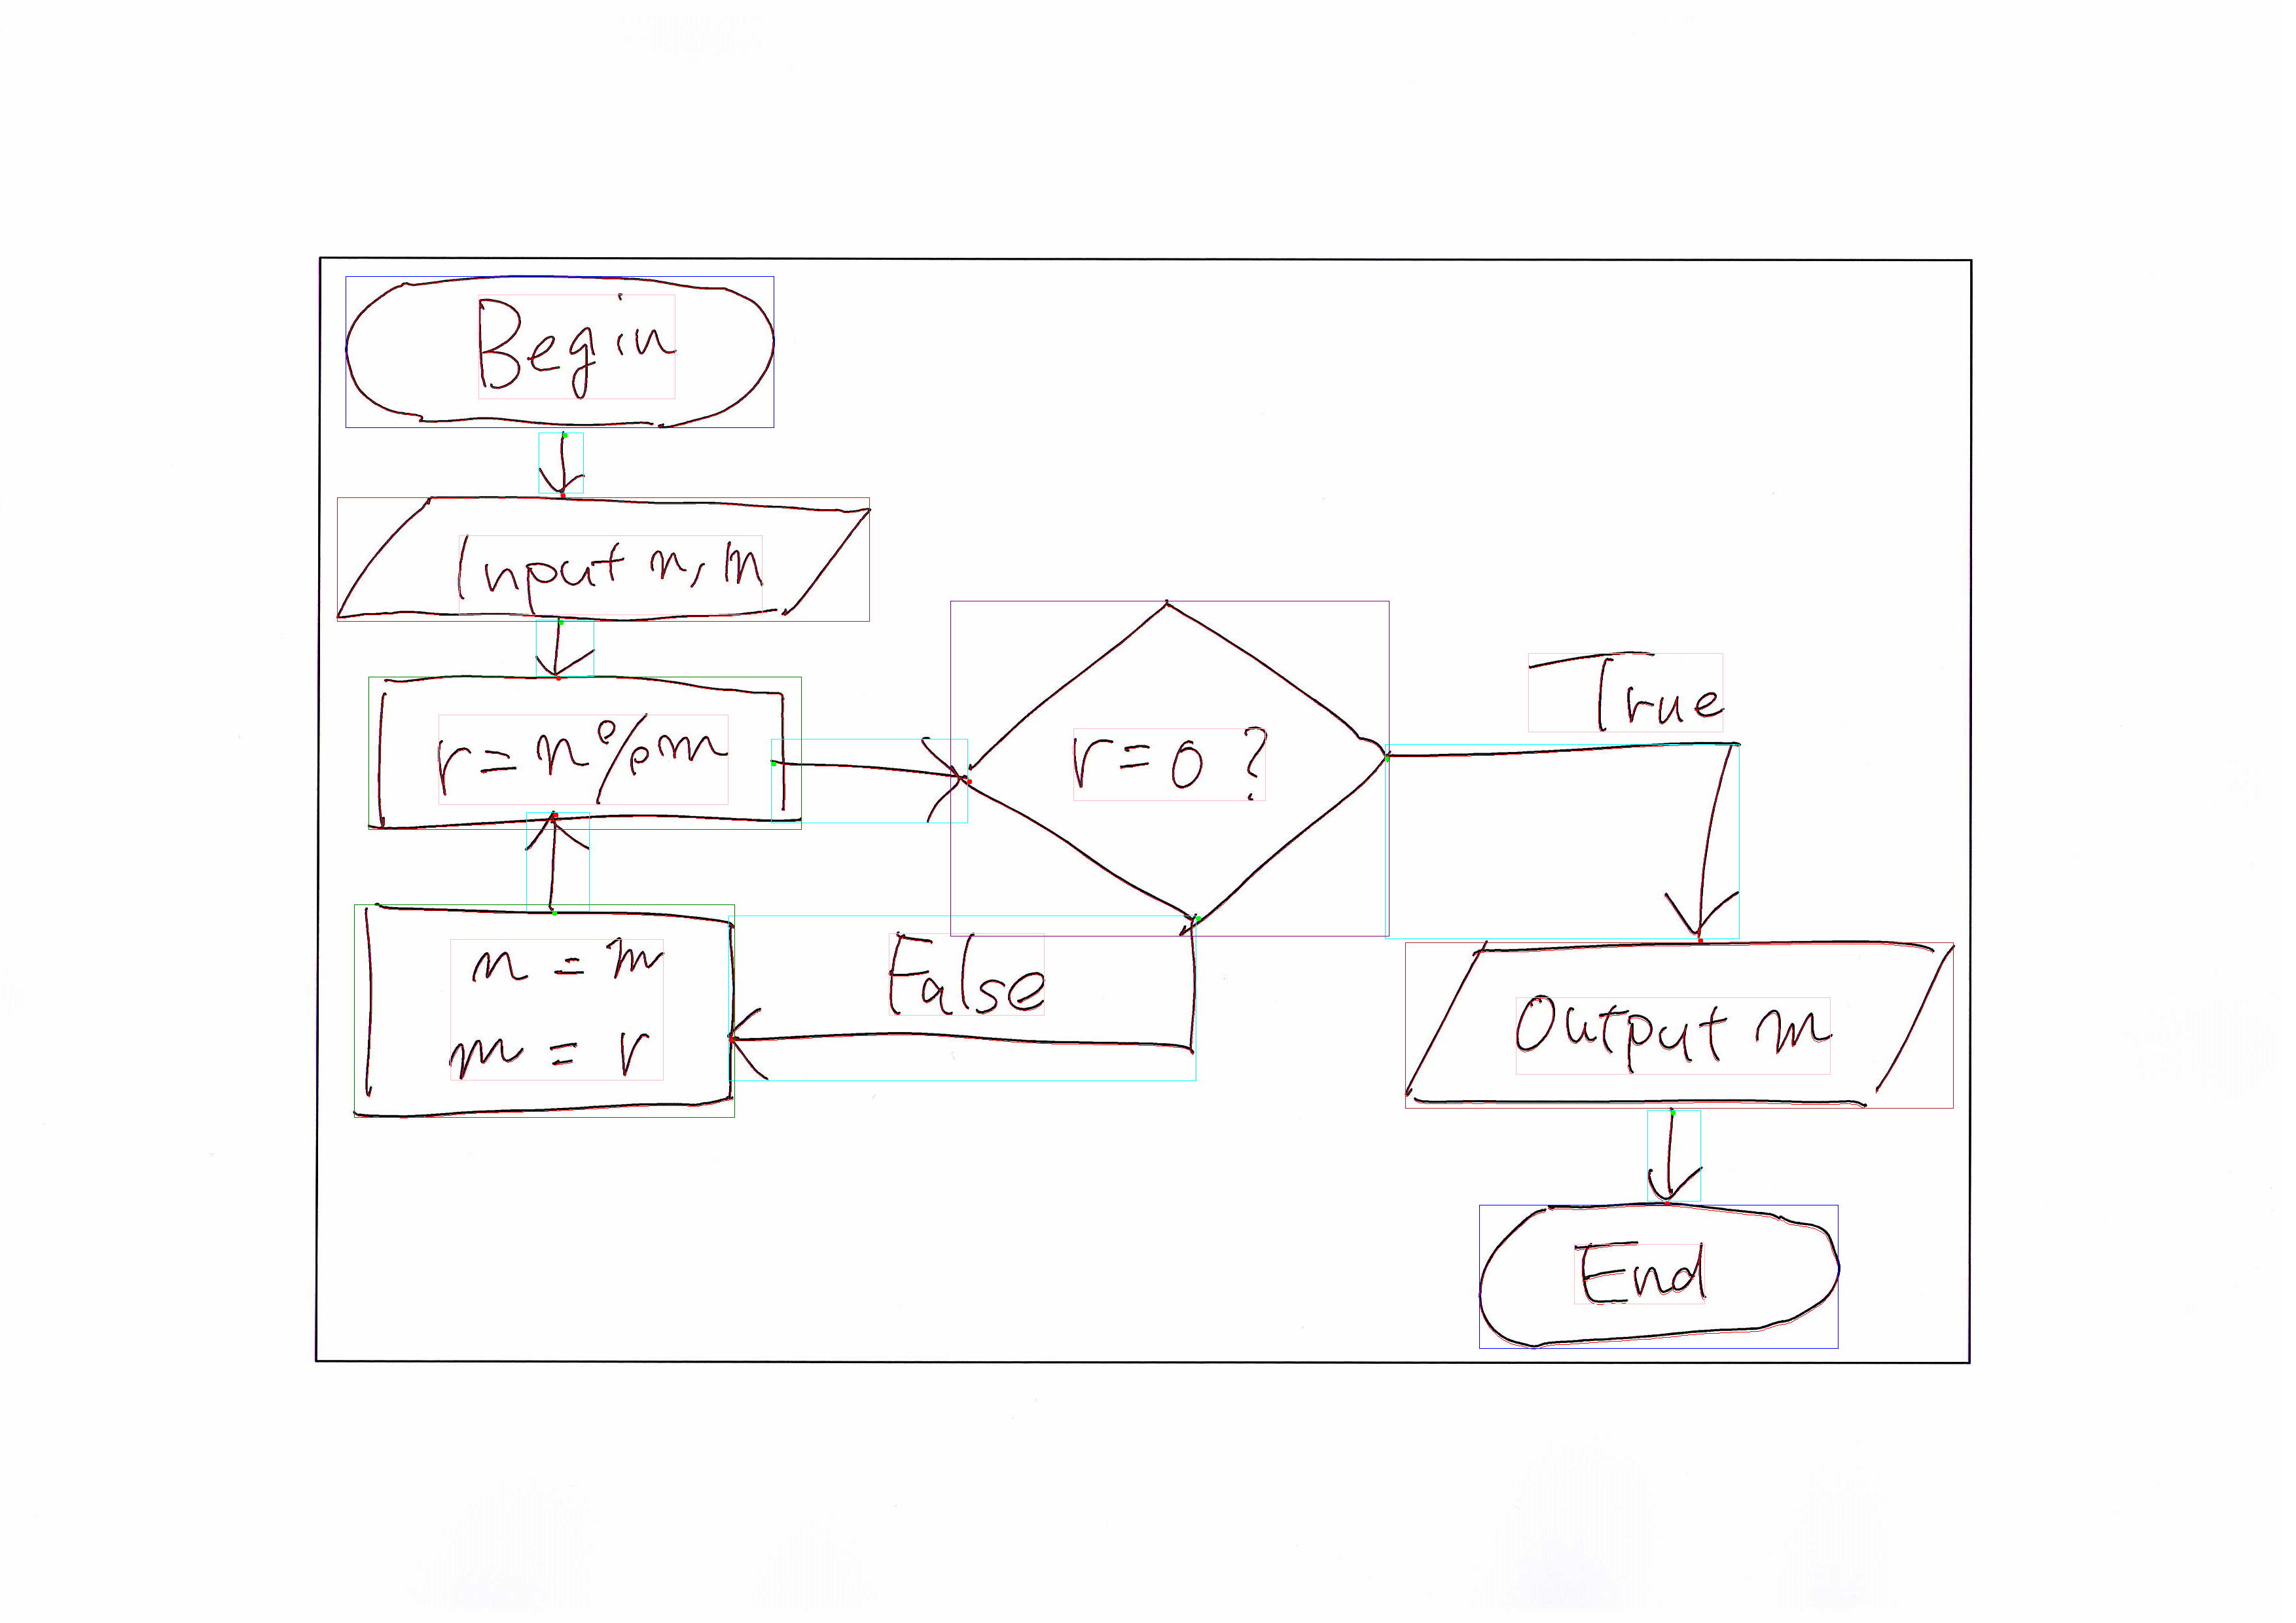 Begin
Input n, m
r = n % m
r = 0 ?
True
False
n = m
m = r
Output m
End